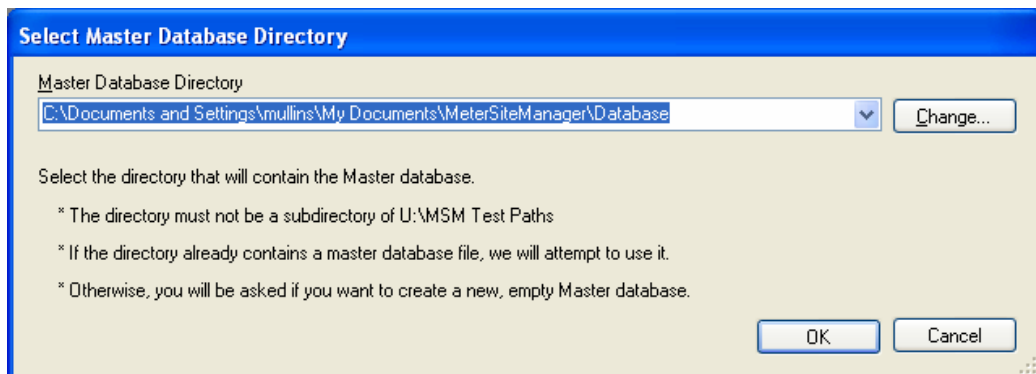 Select Master Database Directory
Master Database Directory
C:\Documents and Settings\mullins\My Documents\MeterSiteManager\Database
Change...
Select the directory that will contain the Master database.
* The directory must not be a subdirectory of U:\MSM Test Paths
* If the directory already contains a master database file, we will attempt to use it.
* Otherwise, you will be asked if you want to create a new, empty Master database.
OK
Cancel